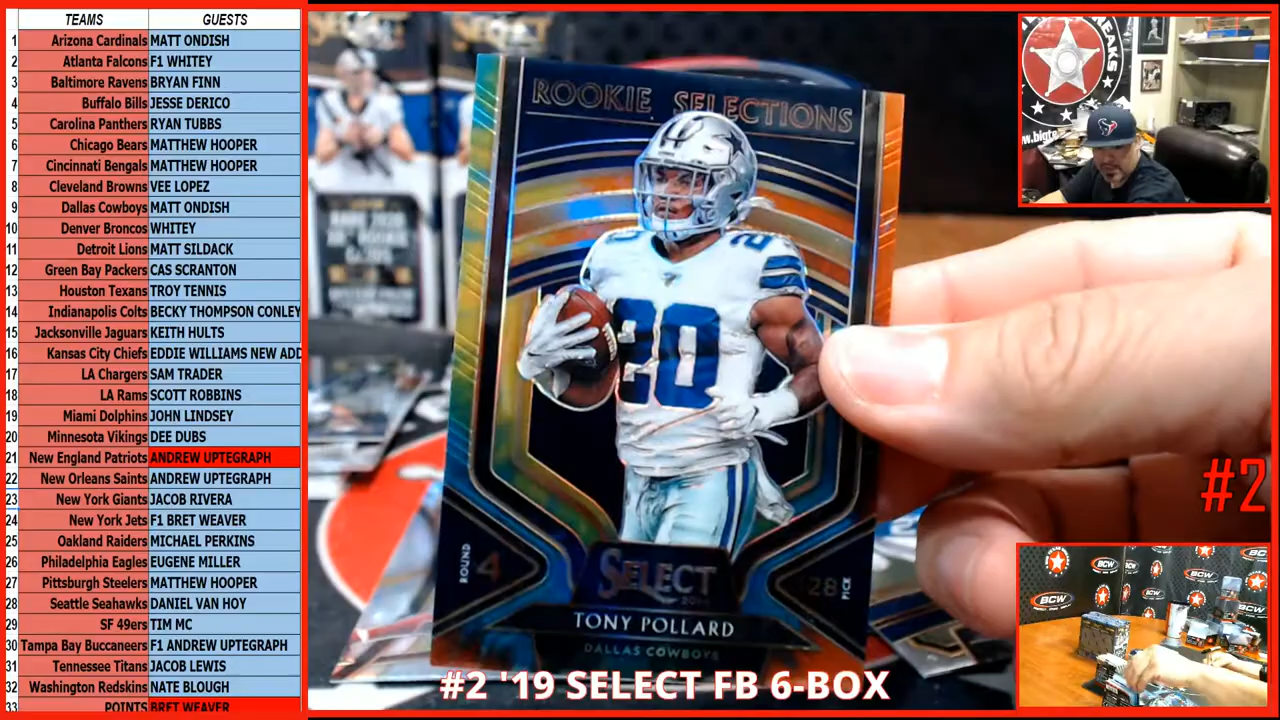 TEAMS GUESTS
1 Arizona Cardinals MATT ONDISH
2 Atlanta Falcons F1 WHITEY
3 Baltimore Ravens BRYAN FINN
4 Buffalo Bills JESSE DERICO
5 Carolina Panthers RYAN TUBBS
6 Chicago Bears MATTHEW HOOPER
7 Cincinnati Bengals MATTHEW HOOPER
8 Cleveland Browns VEE LOPEZ
9 Dallas Cowboys MATT ONDISH
10 Denver Broncos WHITEY
11 Detroit Lions MATT SILDACK
12 Green Bay Packers CAS SCRANTON
13 Houston Texans TROY TENNIS
14 Indianapolis Colts BECKY THOMPSON CONLEY
15 Jacksonville Jaguars KEITH HULTS
16 Kansas City Chiefs EDDIE WILLIAMS NEW ADD
17 LA Chargers SAM TRADER
18 LA Rams SCOTT ROBBINS
19 Miami Dolphins JOHN LINDSEY
20 Minnesota Vikings DEE DUBS
21 New England Patriots ANDREW UPTEGRAPH
22 New Orleans Saints ANDREW UPTEGRAPH
23 New York Giants JACOB RIVERA
24 New York Jets F1 BRET WEAVER
25 Oakland Raiders MICHAEL PERKINS
26 Philadelphia Eagles EUGENE MILLER
27 Pittsburgh Steelers MATTHEW HOOPER
28 Seattle Seahawks DANIEL VAN HOY
29 SF 49ers TIM MC
30 Tampa Bay Buccaneers F1 ANDREW UPTEGRAPH
31 Tennessee Titans JACOB LEWIS
32 Washington Redskins NATE BLOUGH
33 POINTS BRET WEAVER
ROOKIE SELECTIONS
20
20
ROUND 4
SELECT
28 PICK
TONY POLLARD
DALLAS COWBOYS
#2 '19 SELECT FB 6-BOX
#2
EAKS
www.bigte
BCW
BCW
BCW
BCW